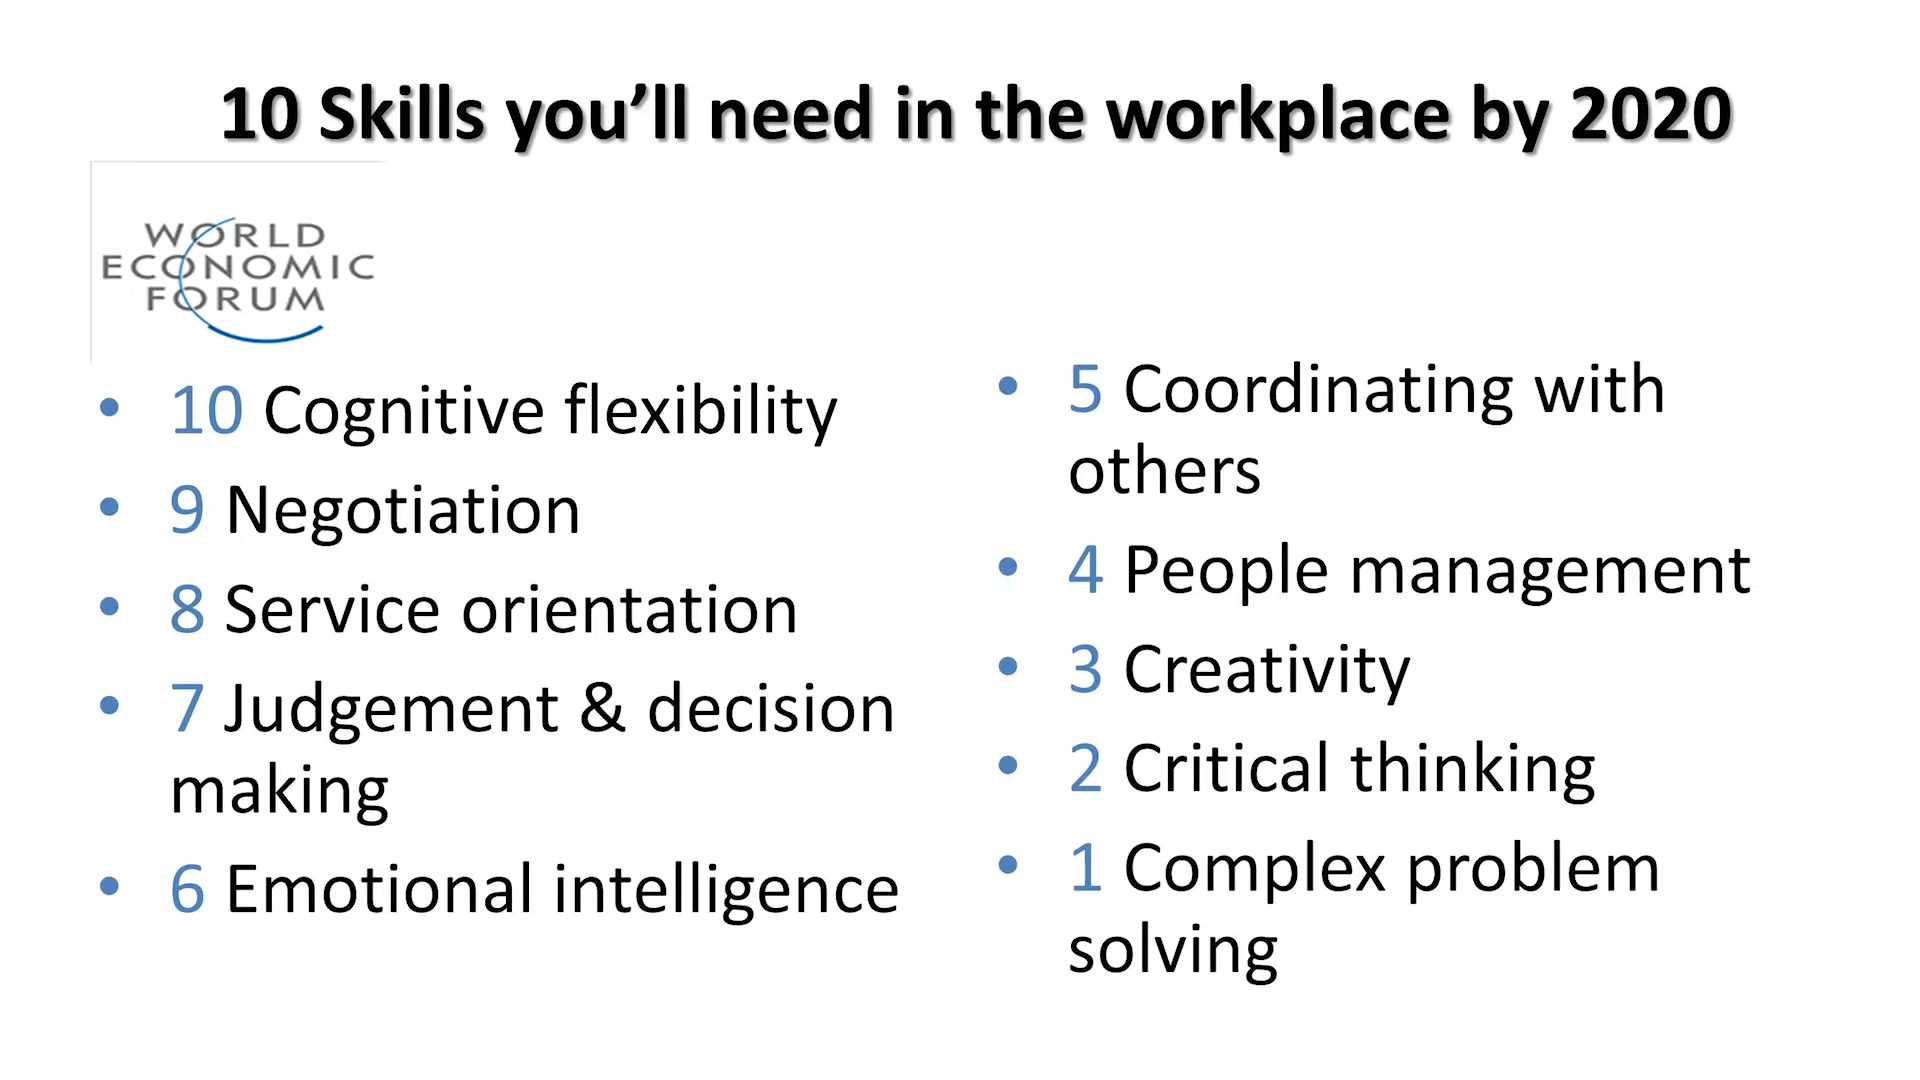 10 Skills you’ll need in the workplace by 2020
WORLD
ECONOMIC
FORUM
• 10 Cognitive flexibility
• 9 Negotiation
• 8 Service orientation
• 7 Judgement & decision
making
• 6 Emotional intelligence
• 5 Coordinating with
others
• 4 People management
• 3 Creativity
• 2 Critical thinking
• 1 Complex problem
solving